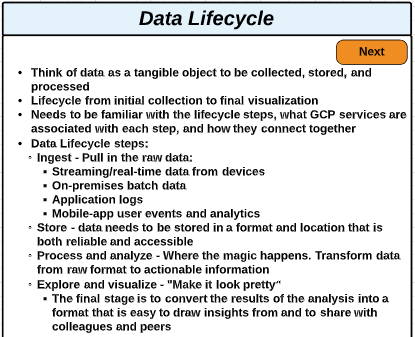 Data Lifecycle
Next
• Think of data as a tangible object to be collected, stored, and
processed
• Lifecycle from initial collection to final visualization
• Needs to be familiar with the lifecycle steps, what GCP services are
associated with each step, and how they connect together
• Data Lifecycle steps:
◦ Ingest - Pull in the raw data:
▪ Streaming/real-time data from devices
▪ On-premises batch data
▪ Application logs
▪ Mobile-app user events and analytics
◦ Store - data needs to be stored in a format and location that is
both reliable and accessible
◦ Process and analyze - Where the magic happens. Transform data
from raw format to actionable information
◦ Explore and visualize - "Make it look pretty"
▪ The final stage is to convert the results of the analysis into a
format that is easy to draw insights from and to share with
colleagues and peers